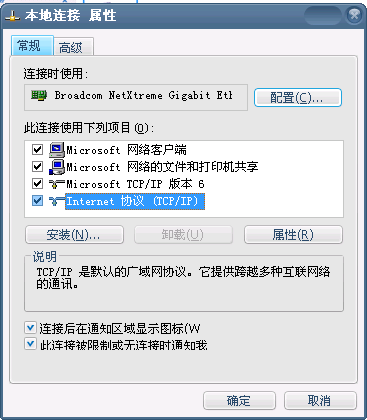 本地连接 属性
常规 高级
连接时使用:
Broadcom NetXtreme Gigabit Etl
配置(C)...
此连接使用下列项目(O):
Microsoft 网络客户端
Microsoft 网络的文件和打印机共享
Microsoft TCP/IP 版本 6
Internet 协议 (TCP/IP)
安装(N)... 卸载(U) 属性(R)
说明
TCP/IP 是默认的广域网协议。它提供跨越多种互联网络
的通讯。
连接后在通知区域显示图标(W
此连接被限制或无连接时通知我
确定 取消